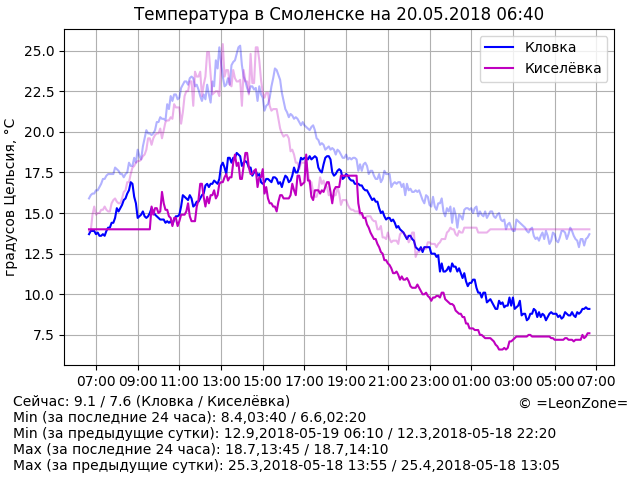 Температура в Смоленске на 20.05.2018 06:40
градусов Цельсия, °С
25.0
22.5
20.0
17.5
15.0
12.5
10.0
7.5
Кловка
Киселёвка
07:00 09:00 11:00 13:00 15:00 17:00 19:00 21:00 23:00 01:00 03:00 05:00 07:00
Сейчас: 9.1 / 7.6 (Кловка / Киселёвка)
© =LeonZone=
Min (за последние 24 часа): 8.4,03:40 / 6.6,02:20
Min (за предыдущие сутки): 12.9,2018-05-19 06:10 / 12.3,2018-05-18 22:20
Max (за последние 24 часа): 18.7,13:45 / 18.7,14:10
Max (за предыдущие сутки): 25.3,2018-05-18 13:55 / 25.4,2018-05-18 13:05